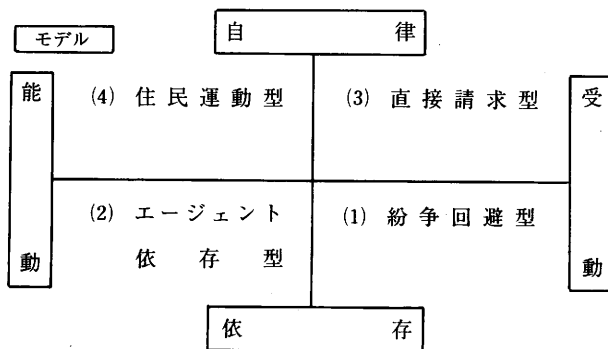 モデル
自律
能動
受動
(4) 住民運動型
(3) 直接請求型
(2) エージェント
依存型
(1) 紛争回避型
依存